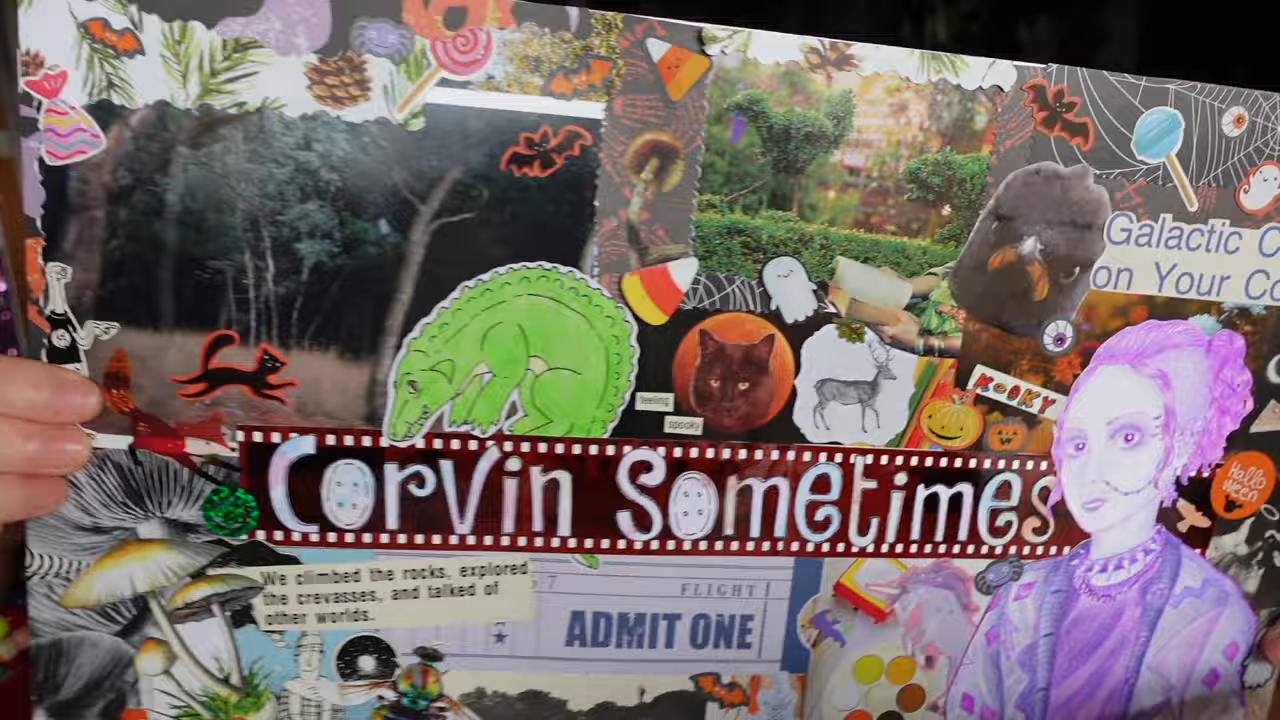 Galactic C
on Your Co
KOOKY
feeling
spooky
Corvin Sometimes
Hallo
Ween
We climbed the rocks, explored
the crevasses, and talked of
other worlds.
7
FLIGHT
ADMIT ONE